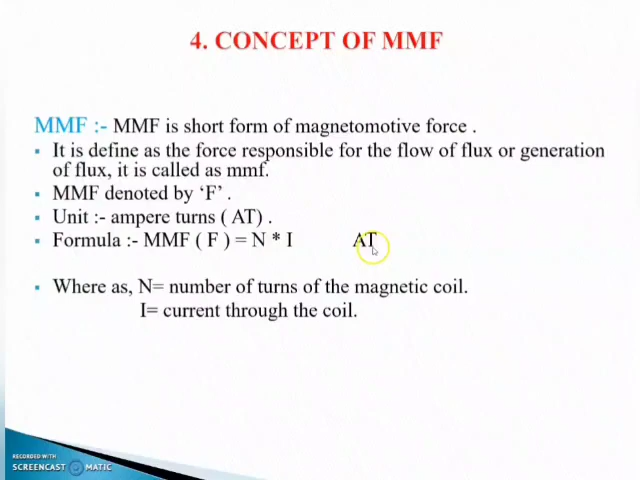 4. CONCEPT OF MMF
MMF :- MMF is short form of magnetomotive force .
▪ It is define as the force responsible for the flow of flux or generation
of flux, it is called as mmf.
▪ MMF denoted by ‘F’ .
▪ Unit :- ampere turns ( AT) .
▪ Formula :- MMF ( F ) = N * I AT
▪ Where as, N= number of turns of the magnetic coil.
I= current through the coil.
RECORDED WITH
SCREENCAST MATIC